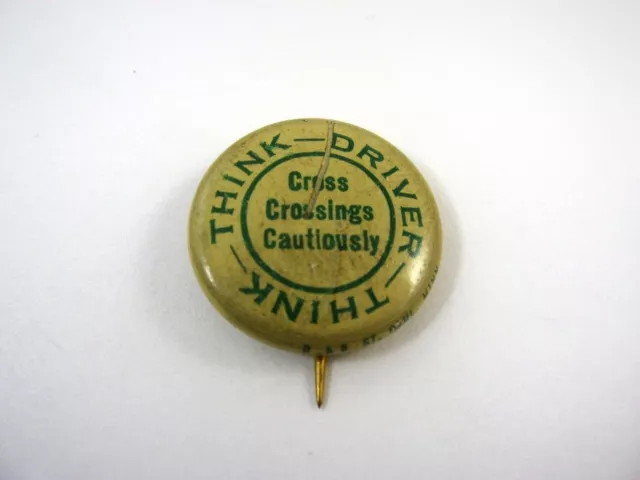 THINK — DRIVER — THINK —
Cross
Crossings
Cautiously